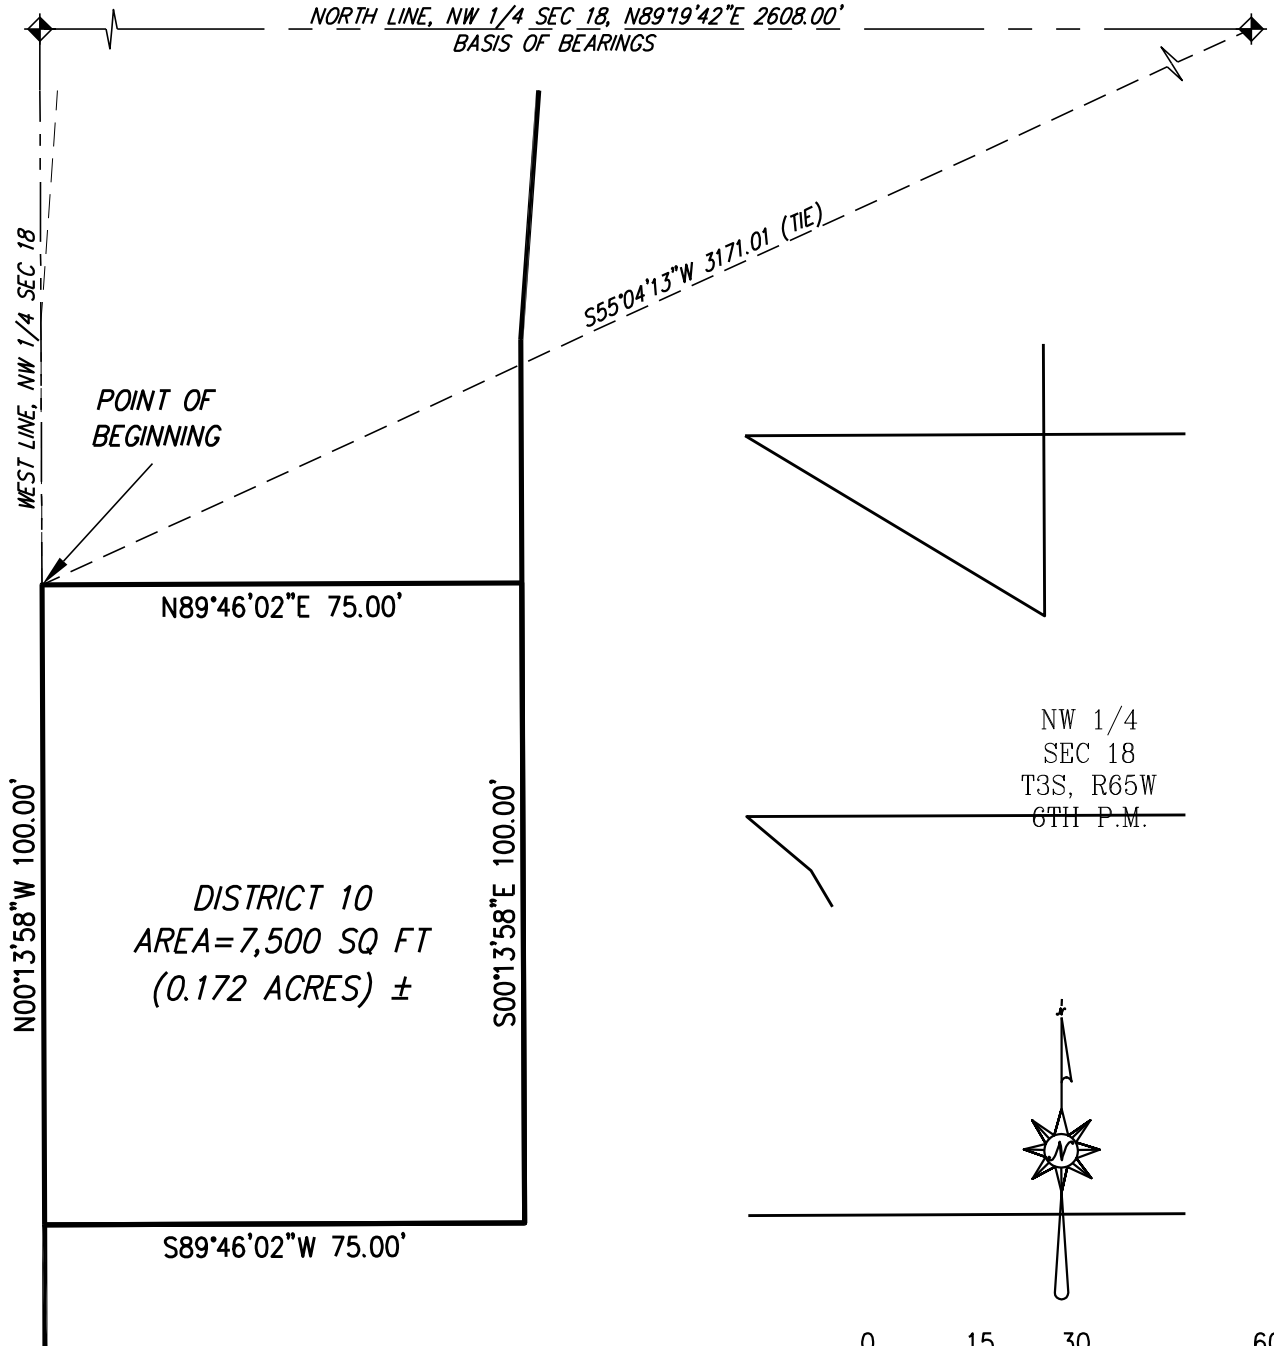 NORTH LINE, NW 1/4 SEC 18, N89°19'42"E 2608.00'
BASIS OF BEARINGS
WEST LINE, NW 1/4 SEC 18
S55°04'13"W 3171.01 (TIE)
POINT OF
BEGINNING
N89°46'02"E 75.00'
NW 1/4
SEC 18
T3S, R65W
6TH P.M.
N00°13'58"W 100.00'
S00°13'58"E 100.00'
DISTRICT 10
AREA=7,500 SQ FT
(0.172 ACRES) ±
N
S89°46'02"W 75.00'
0 15 30 60